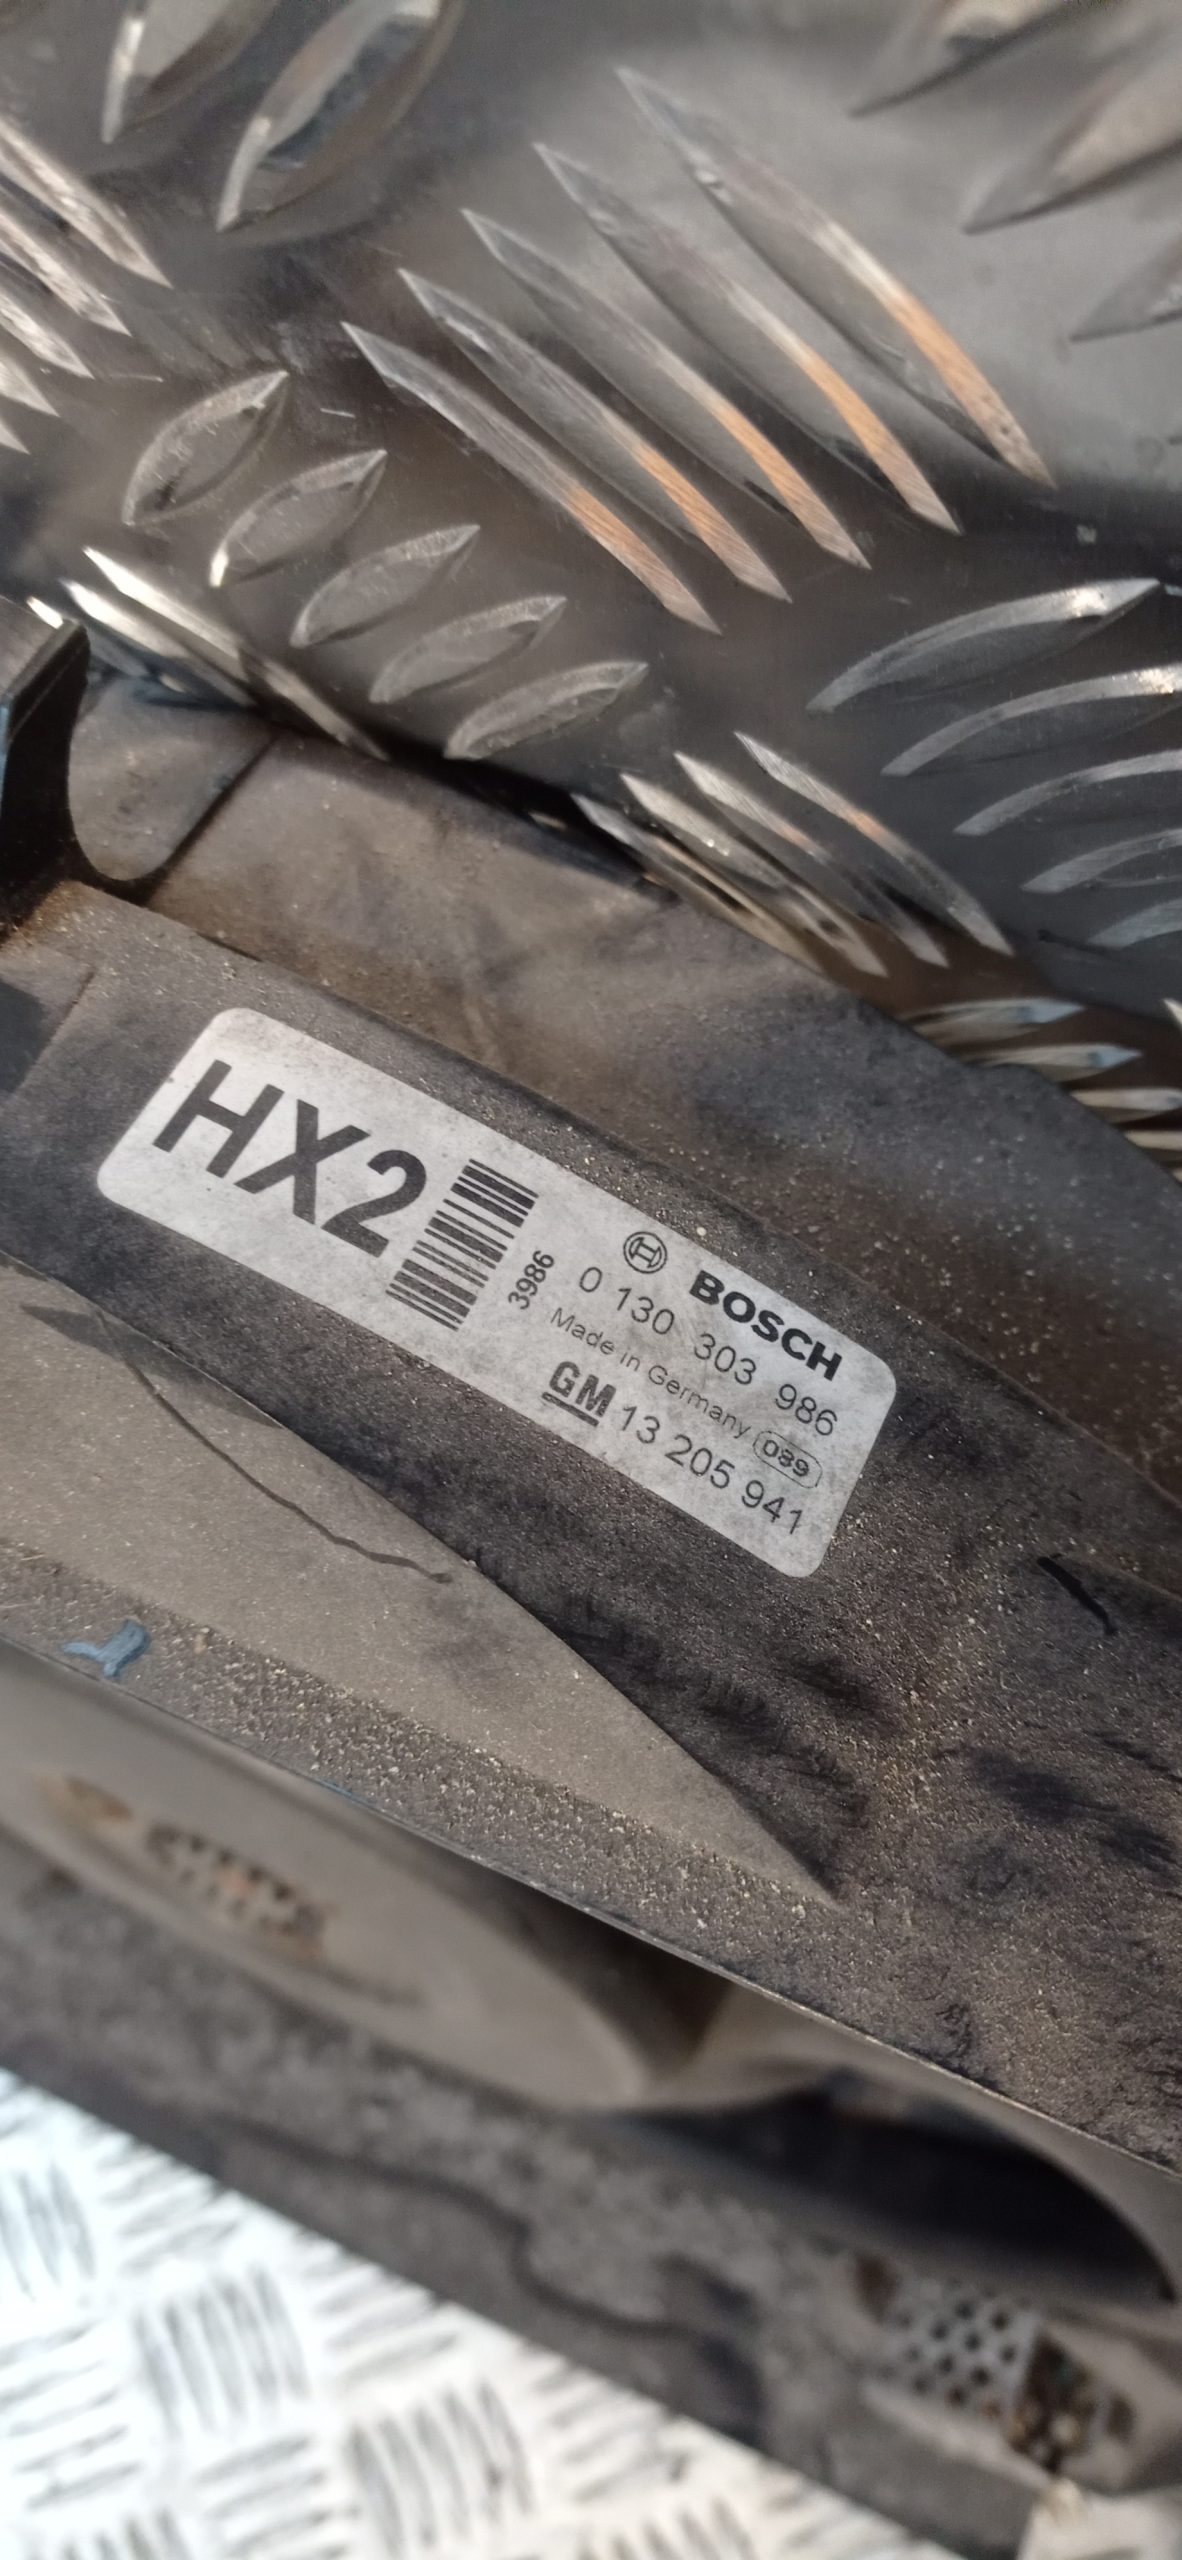 HX2
3986
BOSCH
0 130 303 986
Made in Germany 089
GM 13 205 941